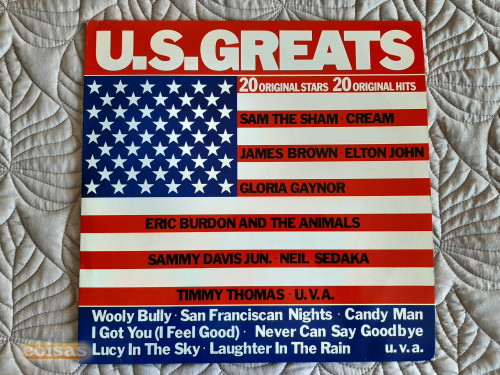 U.S.GREATS
20 ORIGINAL STARS 20 ORIGINAL HITS
SAM THE SHAM · CREAM
JAMES BROWN · ELTON JOHN
GLORIA GAYNOR
ERIC BURDON AND THE ANIMALS
SAMMY DAVIS JUN. · NEIL SEDAKA
TIMMY THOMAS · U.V.A.
Wooly Bully · San Franciscan Nights · Candy Man
I Got You (I Feel Good) · Never Can Say Goodbye
Lucy In The Sky · Laughter In The Rain u.v.a.
coisas